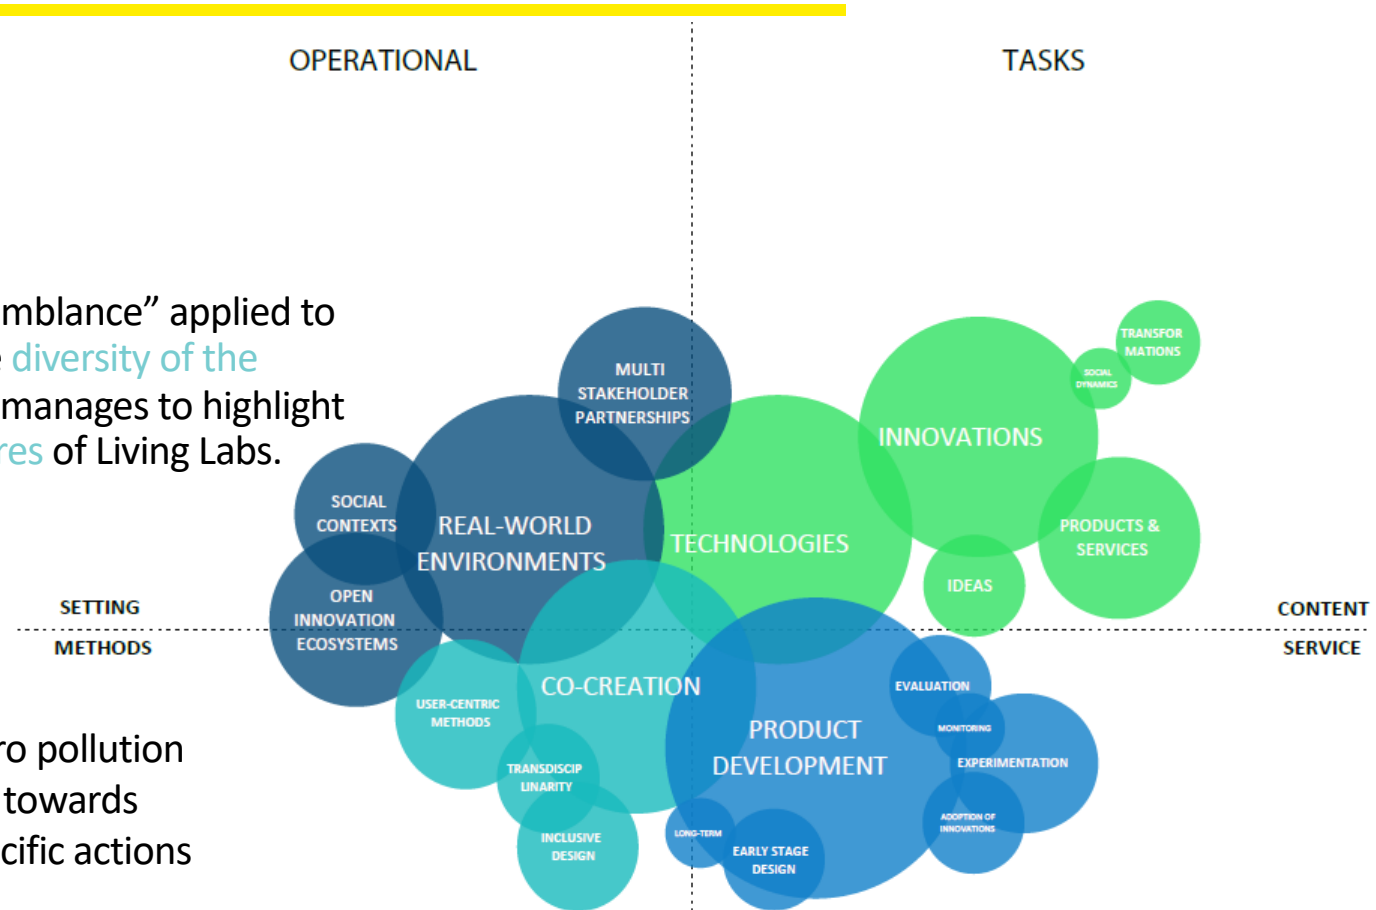 OPERATIONAL
TASKS
mblance” applied to
diversity of the
manages to highlight
res of Living Labs.
MULTI
STAKEHOLDER
PARTNERSHIPS
TRANSFOR
MATIONS
SOCIAL
DYNAMICS
INNOVATIONS
SOCIAL
CONTEXTS
REAL-WORLD
ENVIRONMENTS
TECHNOLOGIES
PRODUCTS &
SERVICES
IDEAS
OPEN
INNOVATION
ECOSYSTEMS
SETTING
METHODS
CONTENT
SERVICE
USER-CENTRIC
METHODS
CO-CREATION
TRANSDISCIP
LINARITY
INCLUSIVE
DESIGN
PRODUCT
DEVELOPMENT
EVALUATION
MONITORING
EXPERIMENTATION
ADOPTION OF
INNOVATIONS
LONG-TERM
EARLY STAGE
DESIGN
ro pollution
towards
cific actions